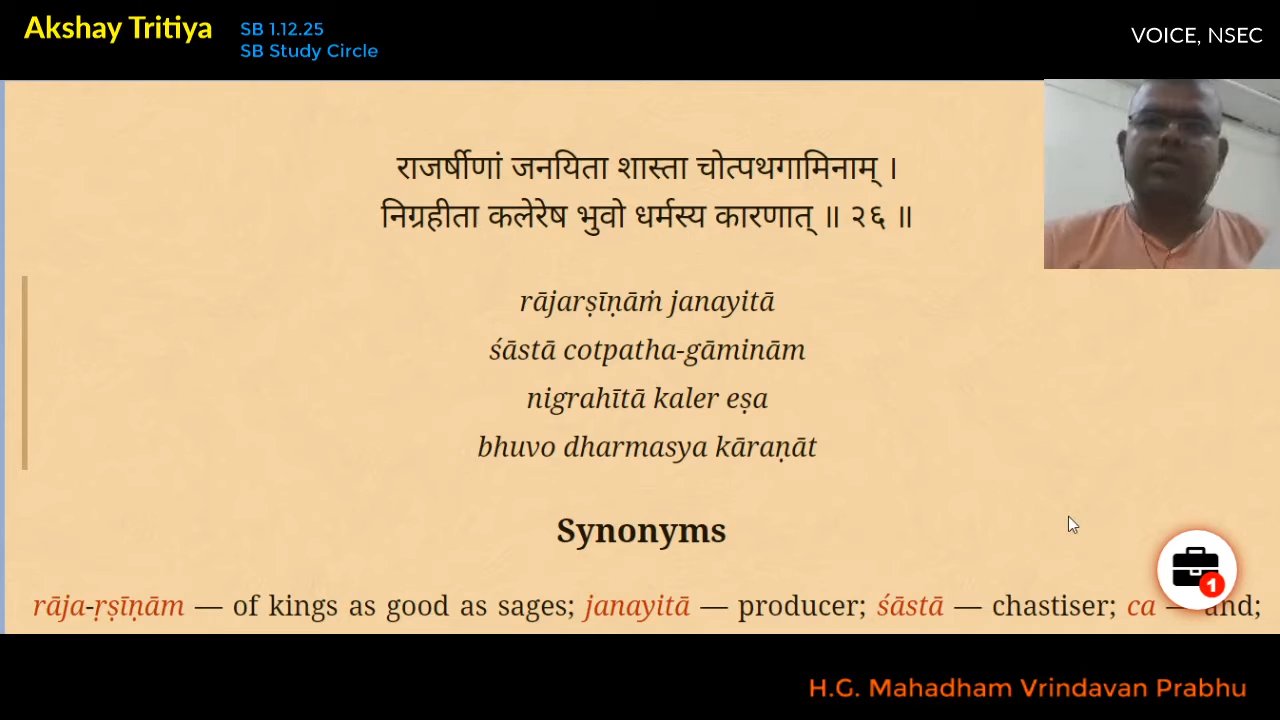 Akshay Tritiya
SB 1.12.25
SB Study Circle
VOICE, NSEC
राजर्षीणां जनयिता शास्ता चोत्पथगामिनाम् ।
निग्रहीता कलेरेष भुवो धर्मस्य कारणात् ॥ २६ ॥
rājarṣīṇāṁ janayitā
śāstā cotpatha-gāminām
nigrahītā kaler eṣa
bhuvo dharmasya kāraṇāt
Synonyms
rāja-rṣīṇām — of kings as good as sages; janayitā — producer; śāstā — chastiser; ca — and;
1
H.G. Mahadham Vrindavan Prabhu